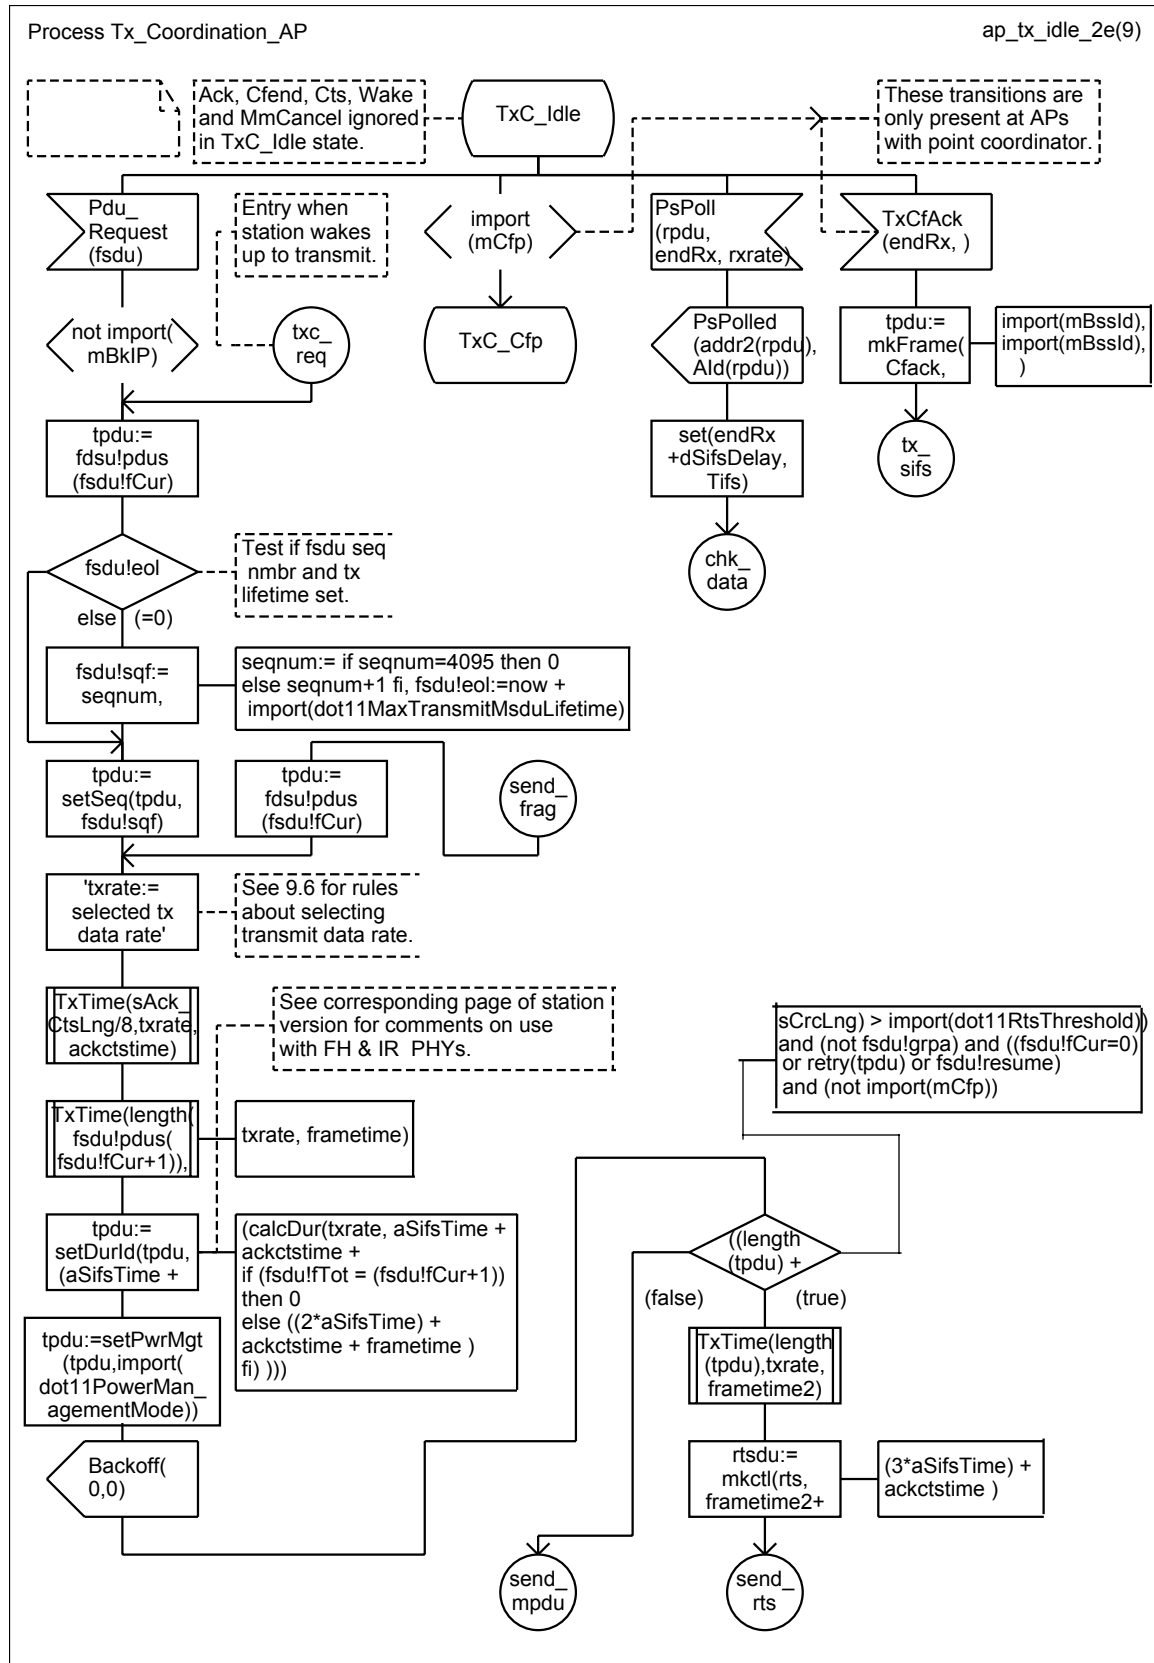 Process Tx_Coordination_AP
ap_tx_idle_2e(9)
Ack, Cfend, Cts, Wake
and MmCancel ignored
in TxC_Idle state.
TxC_Idle
These transitions are
only present at APs
with point coordinator.
Pdu_
Request
(fsdu)
Entry when
station wakes
up to transmit.
import
(mCfp)
PsPoll
(rpdu,
endRx, rxrate)
TxCfAck
(endRx, )
not import(
mBkIP)
txc_
req
TxC_Cfp
PsPolled
(addr2(rpdu),
AId(rpdu))
tpdu:=
mkFrame(
Cfack,
import(mBssId),
import(mBssId),
)
tpdu:=
fdsu!pdus
(fsdu!fCur)
set(endRx
+dSifsDelay,
Tifs)
tx_
sifs
fsdu!eol
Test if fsdu seq
nmbr and tx
lifetime set.
chk_
data
else (=0)
fsdu!sqf:=
seqnum,
seqnum:= if seqnum=4095 then 0
else seqnum+1 fi, fsdu!eol:=now +
import(dot11MaxTransmitMsduLifetime)
tpdu:=
setSeq(tpdu,
fsdu!sqf)
tpdu:=
fdsu!pdus
(fsdu!fCur)
send_
frag
'txrate:=
selected tx
data rate'
See 9.6 for rules
about selecting
transmit data rate.
TxTime(sAck_
CtsLng/8,txrate,
ackctstime)
See corresponding page of station
version for comments on use
with FH & IR PHYs.
sCrcLng) > import(dot11RtsThreshold))
and (not fsdu!grpa) and ((fsdu!fCur=0)
or retry(tpdu) or fsdu!resume)
and (not import(mCfp))
TxTime(length(
fsdu!pdus(
fsdu!fCur+1)),
txrate, frametime)
tpdu:=
setDurId(tpdu,
(aSifsTime +
(calcDur(txrate, aSifsTime +
ackctstime +
if (fsdu!fTot = (fsdu!fCur+1))
then 0
else ((2*aSifsTime) +
ackctstime + frametime )
fi) )))
((length
(tpdu) +
(false)
(true)
tpdu:=setPwrMgt
(tpdu,import(
dot11PowerMan_
agementMode))
TxTime(length
(tpdu),txrate,
frametime2)
Backoff(
0,0)
rtsdu:=
mkctl(rts,
frametime2+
(3*aSifsTime) +
ackctstime )
send_
mpdu
send_
rts